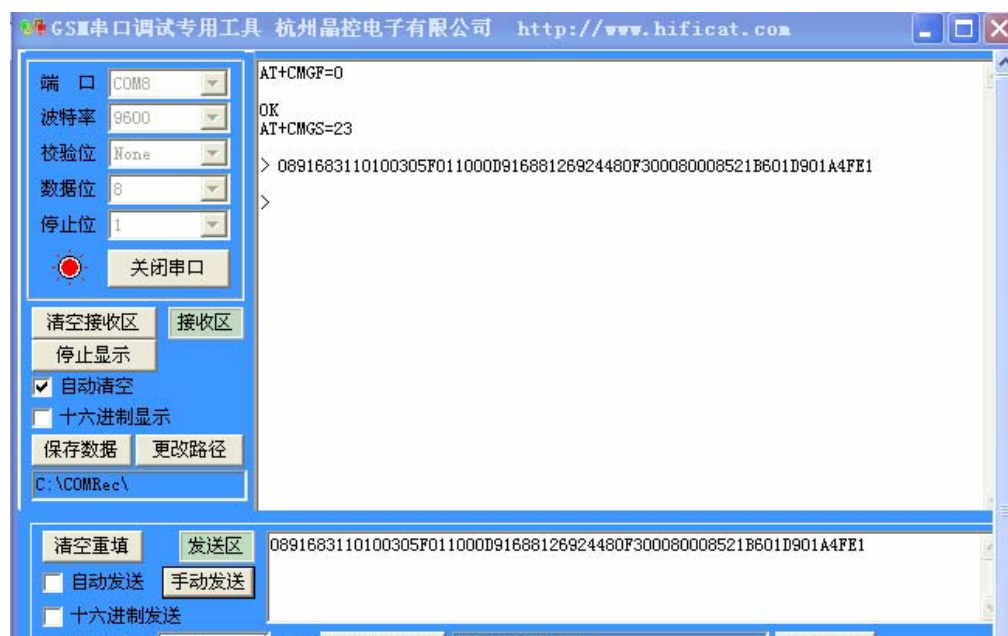 GSM串口调试专用工具 杭州晶控电子有限公司 http://www.hificat.com
端 口 COM8
波特率 9600
校验位 None
数据位 8
停止位 1
关闭串口
清空接收区 接收区
停止显示
自动清空
十六进制显示
保存数据 更改路径
C:\COMRec\
AT+CMGF=0
OK
AT+CMGS=23
> 0891683110100305F011000D91688126924480F300080008521B601D901A4FE1
>
清空重填 发送区
自动发送 手动发送
十六进制发送
0891683110100305F011000D91688126924480F300080008521B601D901A4FE1